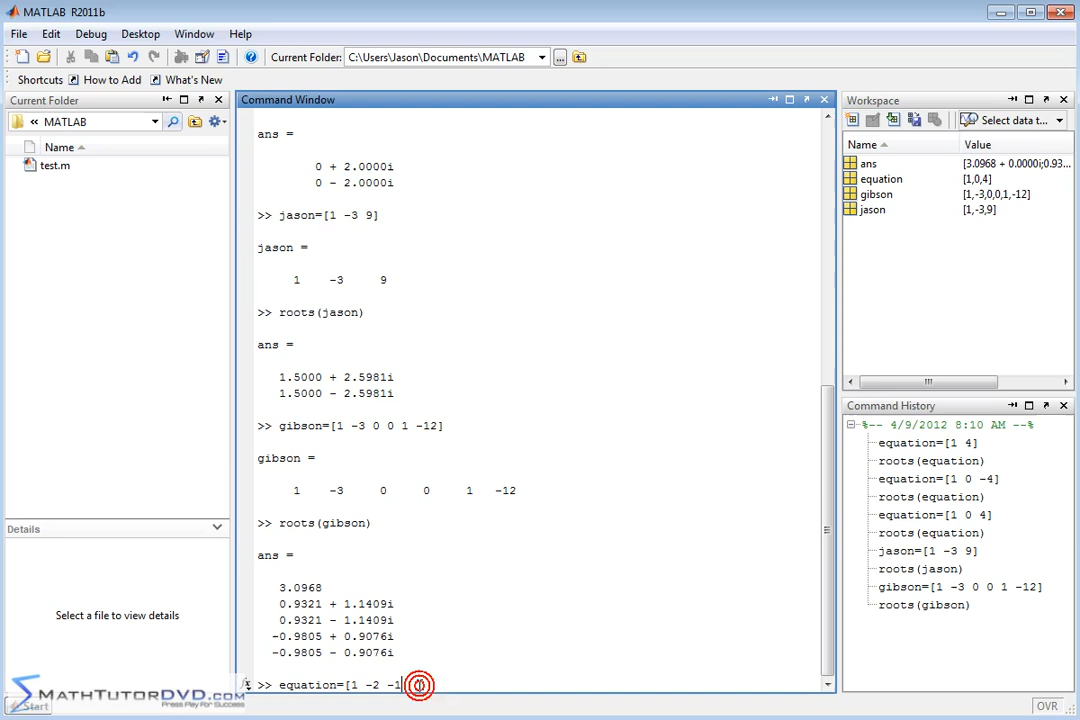 MATLAB R2011b
File Edit Debug Desktop Window Help
Current Folder: C:\Users\Jason\Documents\MATLAB ...
Shortcuts How to Add What's New
Current Folder
« MATLAB
Name
test.m
Details
Select a file to view details
MATHTUTORDVD.COM
Press Play For Success
Start
Command Window
ans =
0 + 2.0000i
0 - 2.0000i
>> jason=[1 -3 9]
jason =
1 -3 9
>> roots(jason)
ans =
1.5000 + 2.5981i
1.5000 - 2.5981i
>> gibson=[1 -3 0 0 1 -12]
gibson =
1 -3 0 0 1 -12
>> roots(gibson)
ans =
3.0968
0.9321 + 1.1409i
0.9321 - 1.1409i
-0.9805 + 0.9076i
-0.9805 - 0.9076i
fx >> equation=[1 -2 -1
Workspace
Select data t...
Name Value
ans [3.0968 + 0.0000i;0.93...
equation [1,0,4]
gibson [1,-3,0,0,1,-12]
jason [1,-3,9]
Command History
%-- 4/9/2012 8:10 AM --%
equation=[1 4]
roots(equation)
equation=[1 0 -4]
roots(equation)
equation=[1 0 4]
roots(equation)
jason=[1 -3 9]
roots(jason)
gibson=[1 -3 0 0 1 -12]
roots(gibson)
OVR